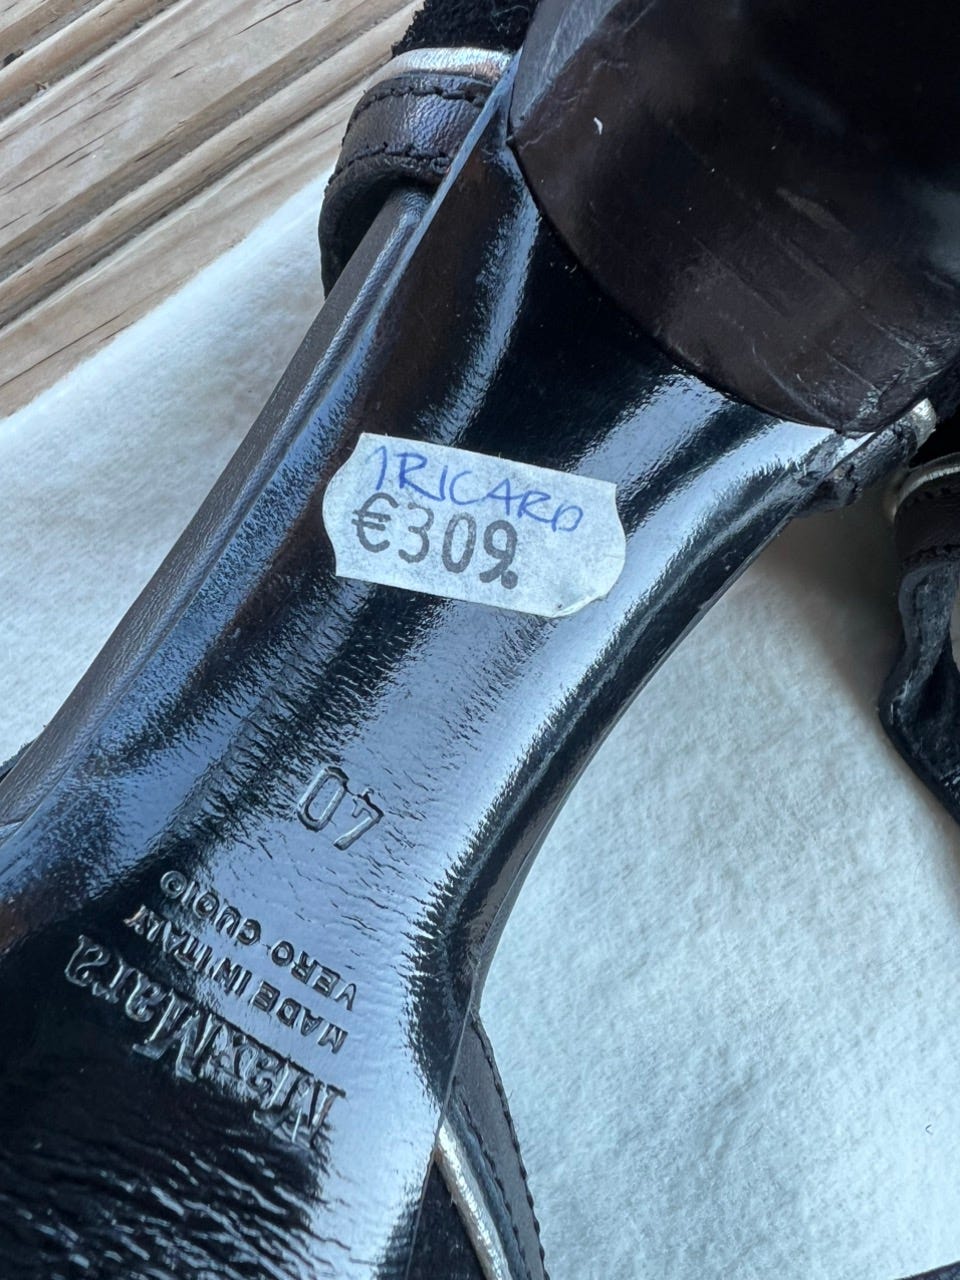 1RICARD
€309.
40
MaxMara
MADE IN ITALY
VERO CUOIO